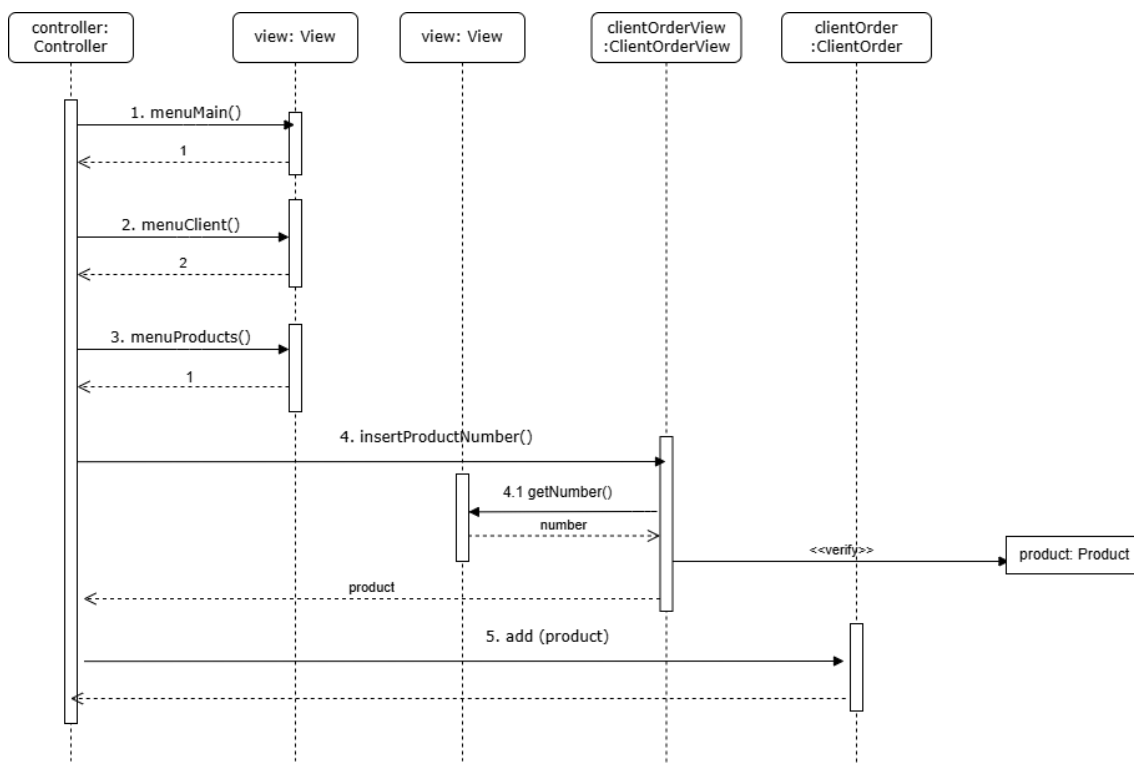 controller:
Controller
view: View
view: View
clientOrderView
:ClientOrderView
clientOrder
:ClientOrder
1. menuMain()
1
2. menuClient()
2
3. menuProducts()
1
4. insertProductNumber()
4.1 getNumber()
number
<<verify>>
product: Product
product
5. add (product)